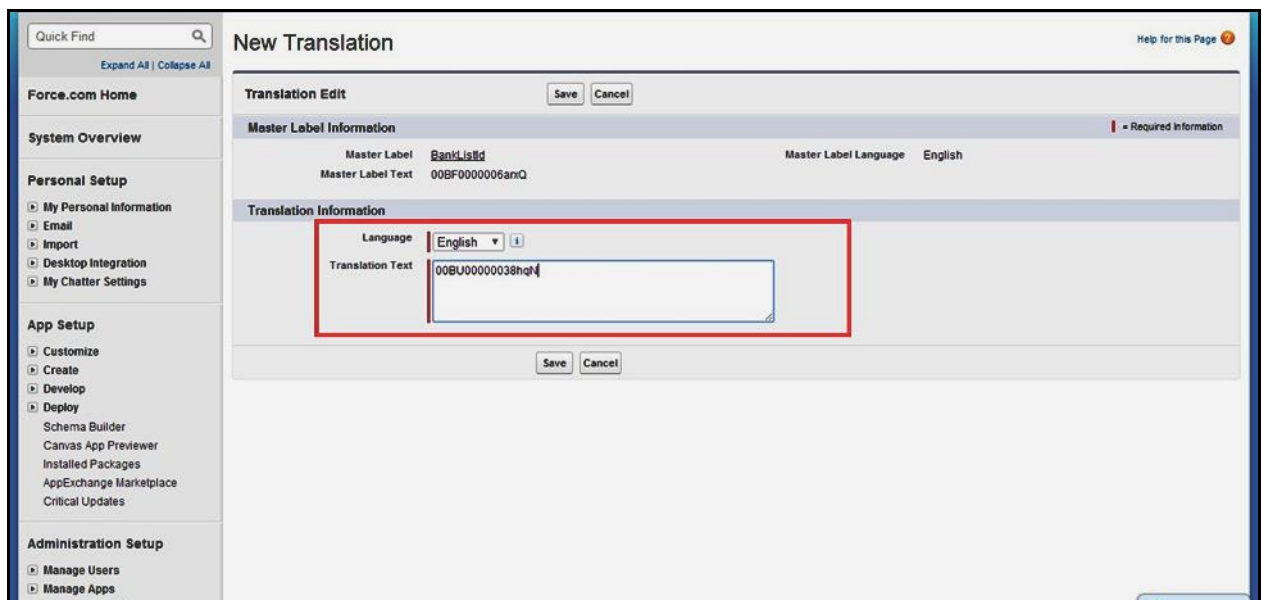 Quick Find
Expand All | Collapse All
Force.com Home
System Overview
Personal Setup
My Personal Information
Email
Import
Desktop Integration
My Chatter Settings
App Setup
Customize
Create
Develop
Deploy
Schema Builder
Canvas App Previewer
Installed Packages
AppExchange Marketplace
Critical Updates
Administration Setup
Manage Users
Manage Apps
New Translation
Help for this Page
Translation Edit Save Cancel
Master Label Information = Required Information
Master Label BankListId Master Label Language English
Master Label Text 00BF0000006arxQ
Translation Information
Language English
Translation Text 00BU00000038hqN
Save Cancel